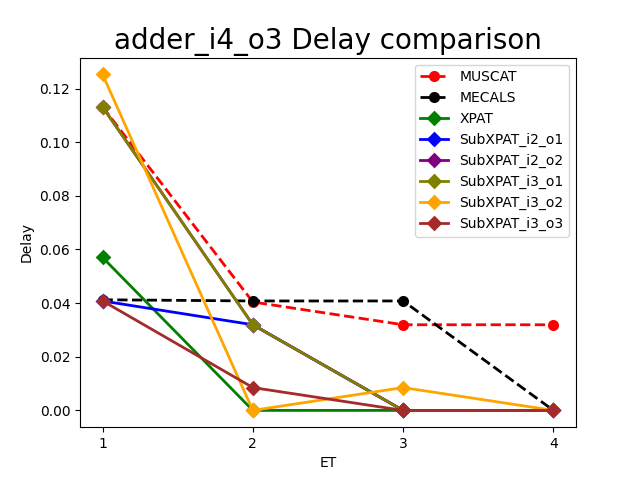 adder_i4_o3 Delay comparison
MUSCAT
MECALS
XPAT
SubXPAT_i2_o1
SubXPAT_i2_o2
SubXPAT_i3_o1
SubXPAT_i3_o2
SubXPAT_i3_o3
0.12
0.10
0.08
0.06
0.04
0.02
0.00
Delay
1 2 3 4
ET